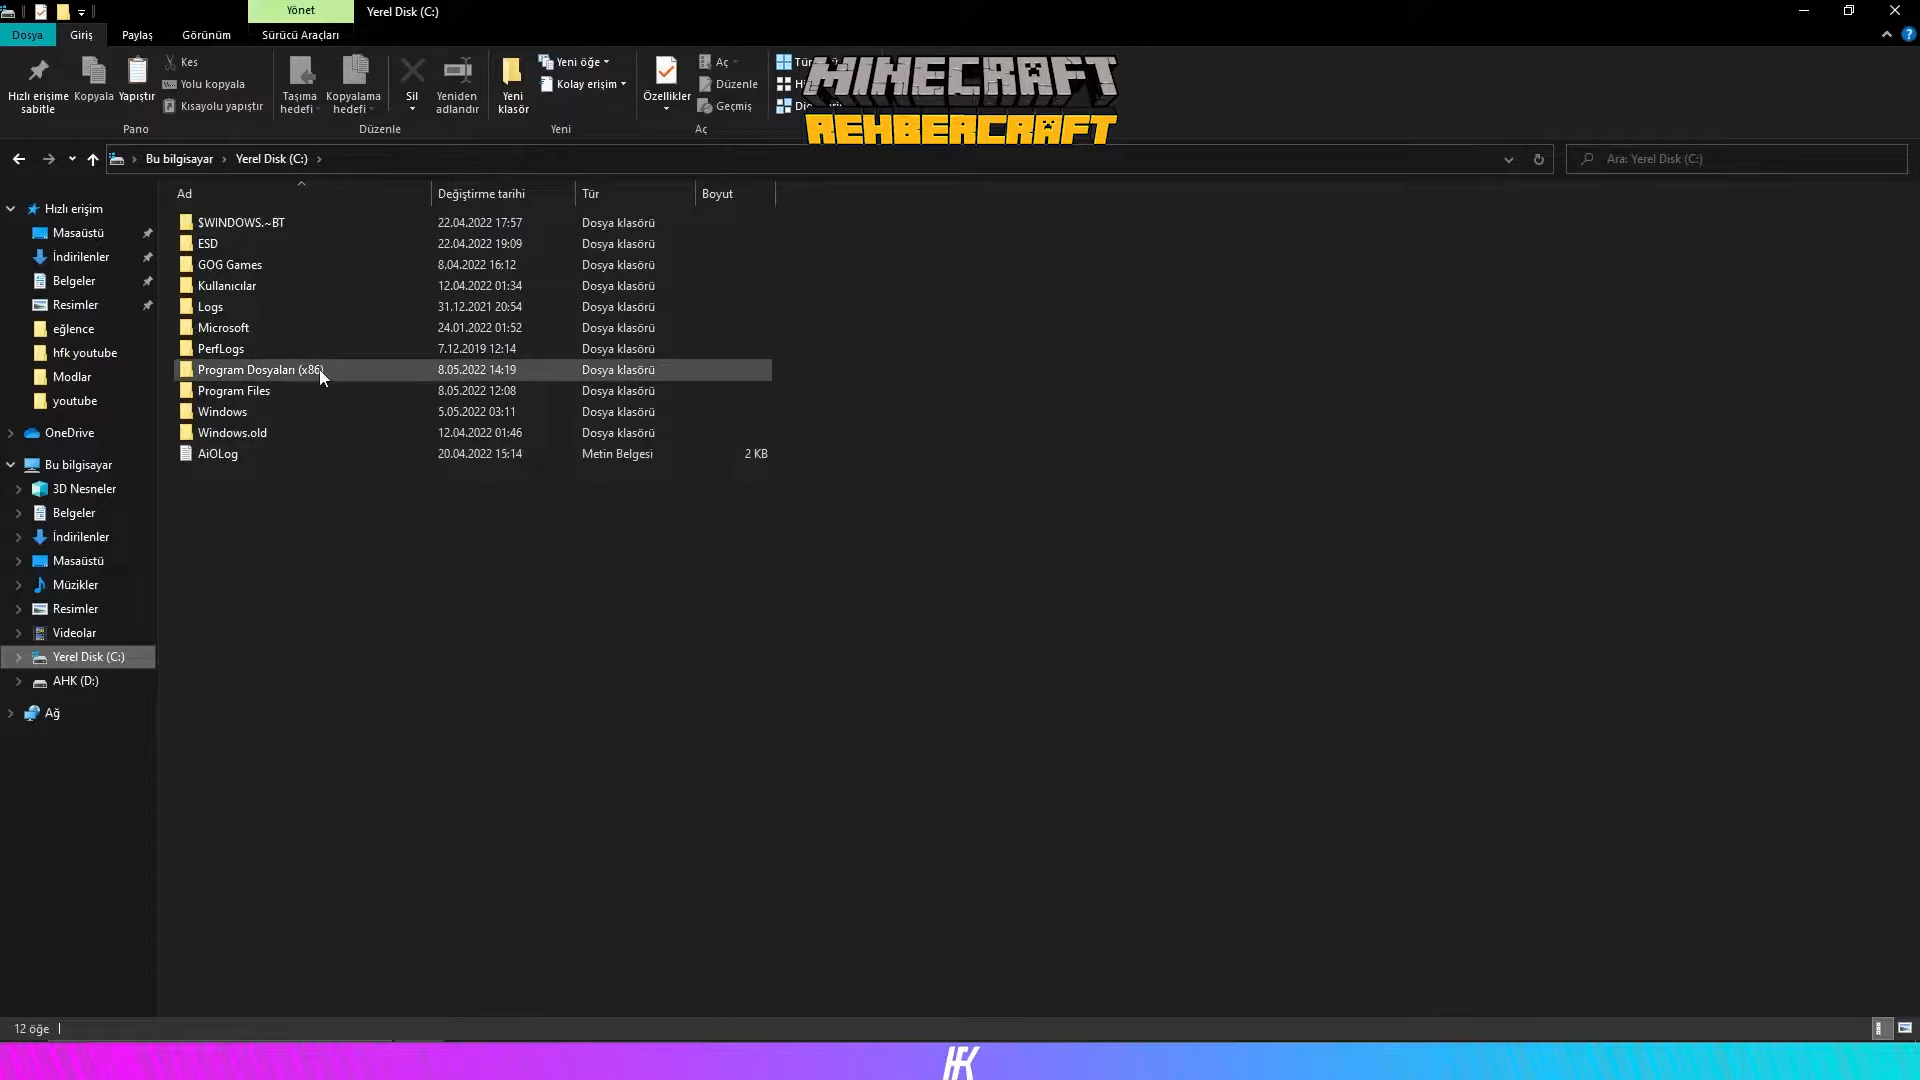 Yönet
Yerel Disk (C:)
Dosya
Giriş
Paylaş
Görünüm
Sürücü Araçları
Hızlı erişime sabitle
Kopyala
Yapıştır
Kes
Yolu kopyala
Kısayolu yapıştır
Pano
Taşıma hedefi
Kopyalama hedefi
Sil
Yeniden adlandır
Düzenle
Yeni klasör
Yeni öğe
Kolay erişim
Yeni
Özellikler
Aç
Düzenle
Geçmiş
Aç
MINECRAFT
REHBERCRAFT
Bu bilgisayar
Yerel Disk (C:)
Ara: Yerel Disk (C:)
Ad Değiştirme tarihi Tür Boyut
$WINDOWS.~BT 22.04.2022 17:57 Dosya klasörü
ESD 22.04.2022 19:09 Dosya klasörü
GOG Games 8.04.2022 16:12 Dosya klasörü
Kullanıcılar 12.04.2022 01:34 Dosya klasörü
Logs 31.12.2021 20:54 Dosya klasörü
Microsoft 24.01.2022 01:52 Dosya klasörü
PerfLogs 7.12.2019 12:14 Dosya klasörü
Program Dosyaları (x86) 8.05.2022 14:19 Dosya klasörü
Program Files 8.05.2022 12:08 Dosya klasörü
Windows 5.05.2022 03:11 Dosya klasörü
Windows.old 12.04.2022 01:46 Dosya klasörü
AiOLog 20.04.2022 15:14 Metin Belgesi 2 KB
Hızlı erişim
Masaüstü
İndirilenler
Belgeler
Resimler
eğlence
hfk youtube
Modlar
youtube
OneDrive
Bu bilgisayar
3D Nesneler
Belgeler
İndirilenler
Masaüstü
Müzikler
Resimler
Videolar
Yerel Disk (C:)
AHK (D:)
Ağ
12 öğe
HFK